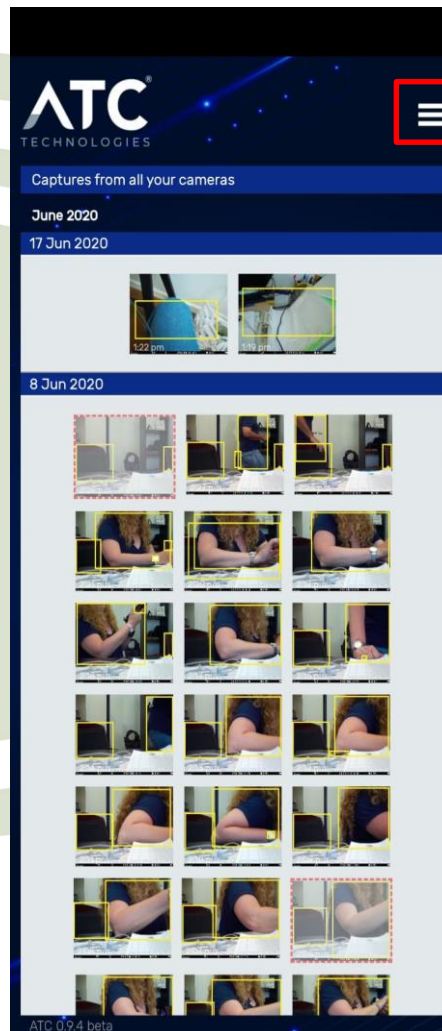 ATC®
TECHNOLOGIES
Captures from all your cameras
June 2020
17 Jun 2020
1:22 pm
1:19 pm
8 Jun 2020
ATC 0.9.4 beta